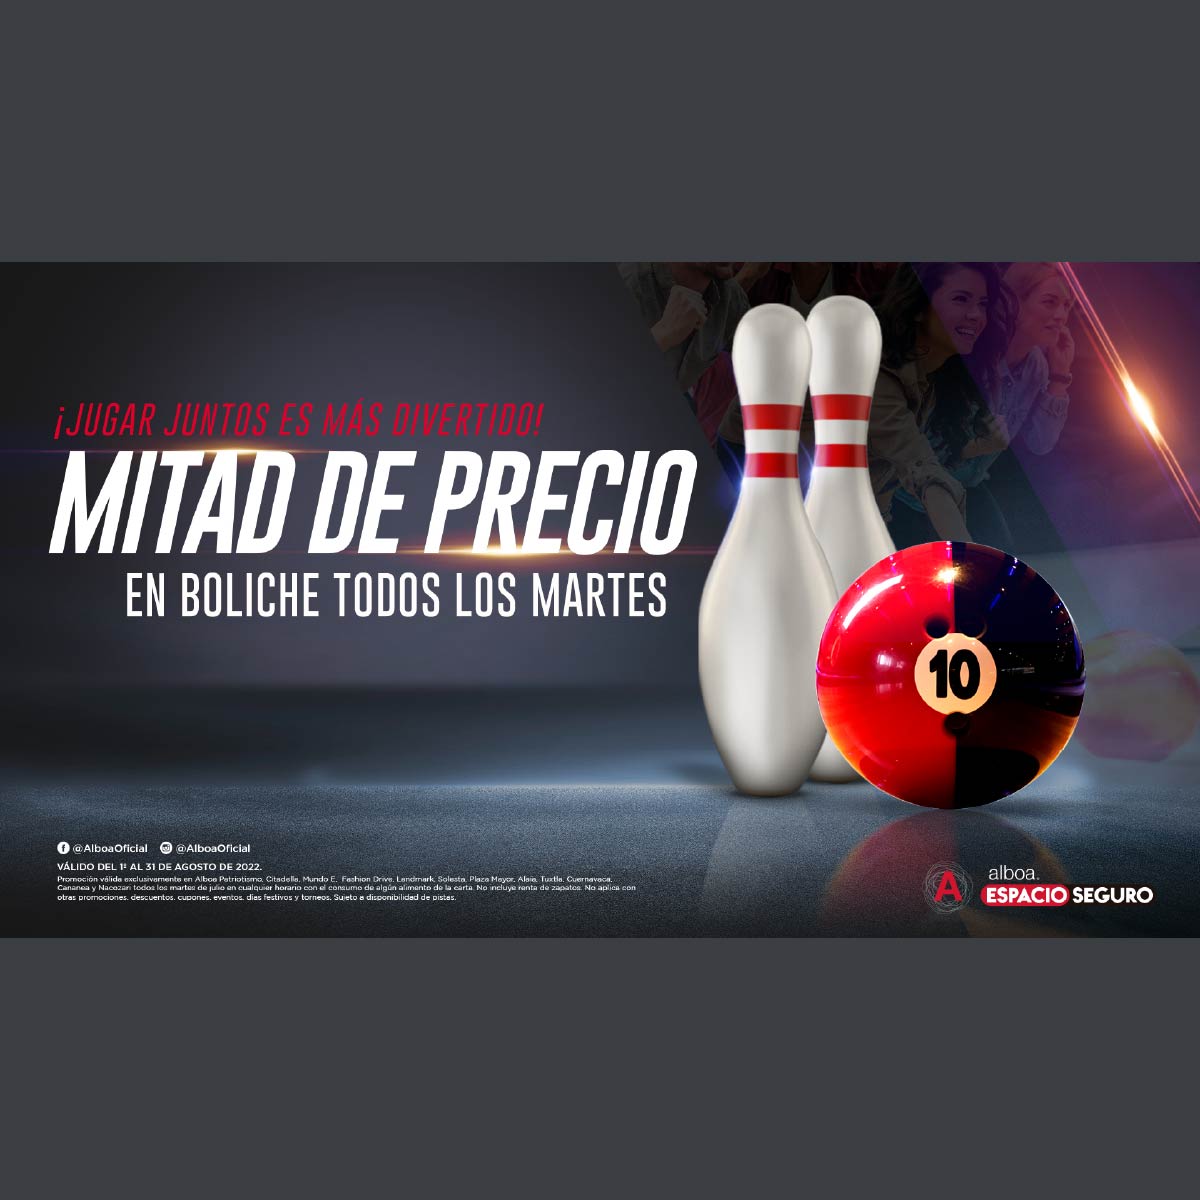 ¡JUGAR JUNTOS ES MÁS DIVERTIDO!
MITAD DE PRECIO
EN BOLICHE TODOS LOS MARTES
10
@AlboaOficial @AlboaOficial
VÁLIDO DEL 1º AL 31 DE AGOSTO DE 2022.
Promoción válida exclusivamente en Alboa Patriotismo, Citadella, Mundo E, Fashion Drive, Landmark, Solesta, Plaza Mayor, Alaïa, Tuxtla, Cuernavaca,
Cananea y Nacozari todos los martes de julio en cualquier horario con el consumo de algún alimento de la carta. No incluye renta de zapatos. No aplica con
otras promociones, descuentos, cupones, eventos, días festivos y torneos. Sujeto a disponibilidad de pistas.
A
alboa.
ESPACIO SEGURO